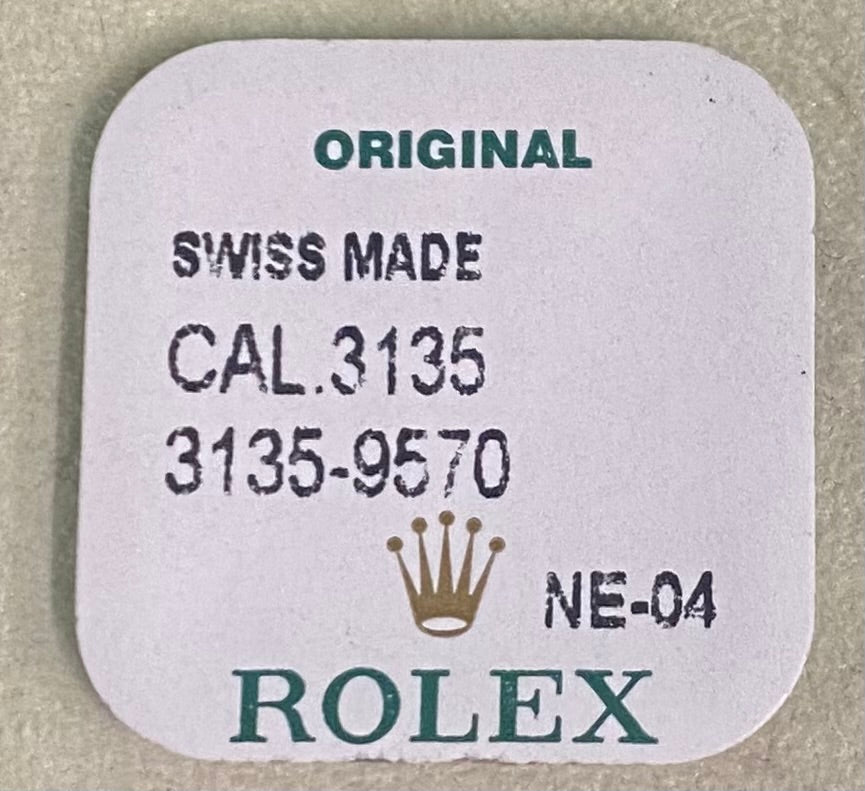 ORIGINAL
SWISS MADE
CAL.3135
3135-9570
NE-04
ROLEX